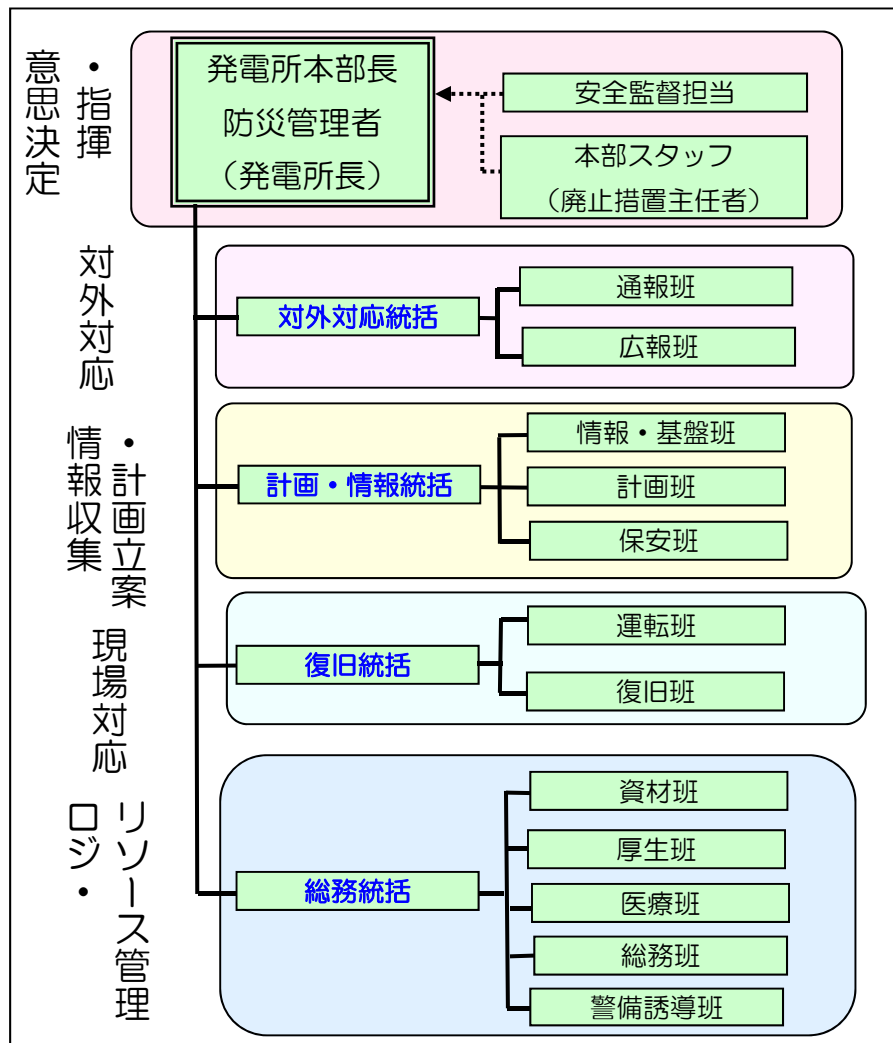 意思決定
・指揮
発電所本部長
防災管理者
（発電所長）
安全監督担当
本部スタッフ
（廃止措置主任者）
対外対応
対外対応統括
通報班
広報班
情報収集
・計画立案
計画・情報統括
情報・基盤班
計画班
保安班
現場対応
復旧統括
運転班
復旧班
ロジ・
リソース管理
総務統括
資材班
厚生班
医療班
総務班
警備誘導班